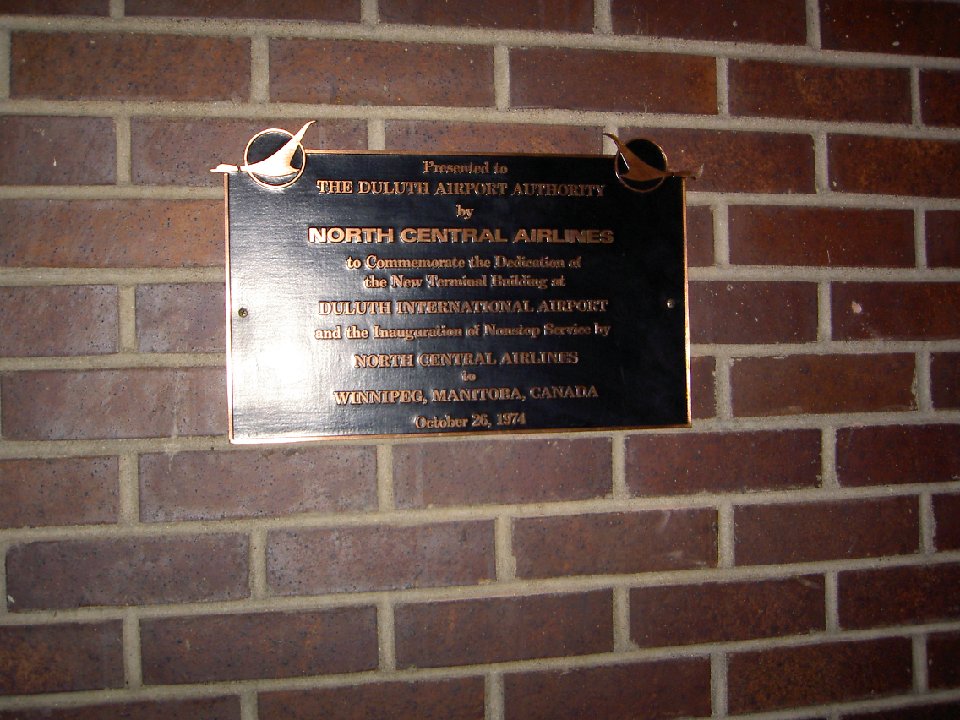 Presented to
THE DULUTH AIRPORT AUTHORITY
by
NORTH CENTRAL AIRLINES
to Commemorate the Dedication of
the New Terminal Building at
DULUTH INTERNATIONAL AIRPORT
and the Inauguration of Nonstop Service by
NORTH CENTRAL AIRLINES
to
WINNIPEG, MANITOBA, CANADA
October 26, 1974